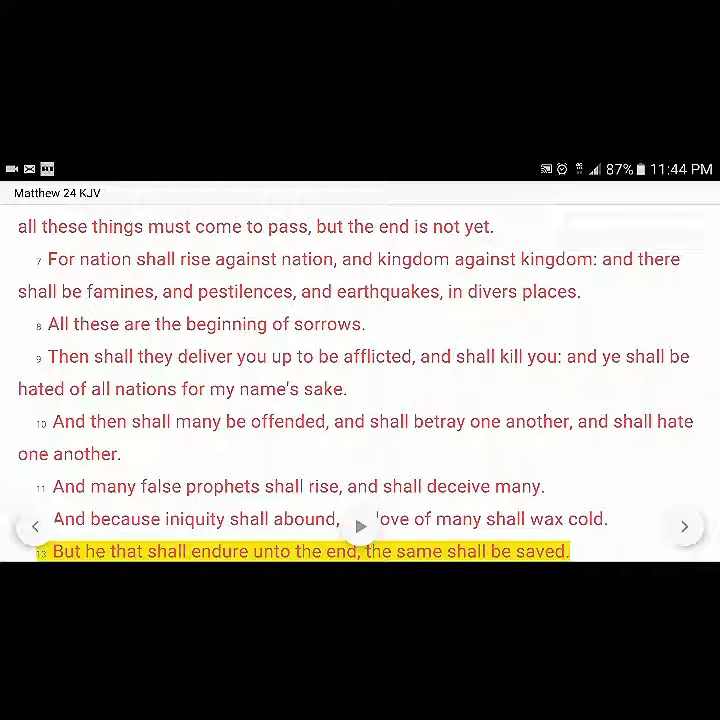 87% 11:44 PM
Matthew 24 KJV
all these things must come to pass, but the end is not yet.
7 For nation shall rise against nation, and kingdom against kingdom: and there
shall be famines, and pestilences, and earthquakes, in divers places.
8 All these are the beginning of sorrows.
9 Then shall they deliver you up to be afflicted, and shall kill you: and ye shall be
hated of all nations for my name's sake.
10 And then shall many be offended, and shall betray one another, and shall hate
one another.
11 And many false prophets shall rise, and shall deceive many.
And because iniquity shall abound, love of many shall wax cold.
13 But he that shall endure unto the end, the same shall be saved.